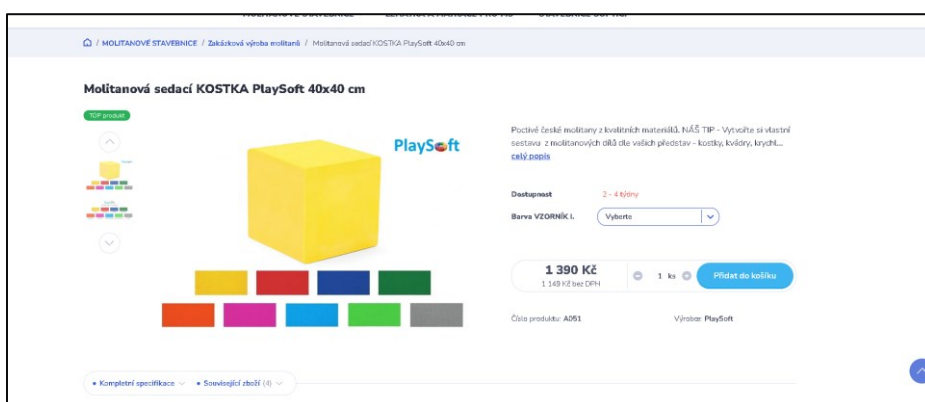 MOLITANOVÉ STAVEBNICE / Zakázková výroba molitanů / Molitanová sedací KOSTKA PlaySoft 40x40 cm
Molitanová sedací KOSTKA PlaySoft 40x40 cm
TOP produkt
PlaySoft
Poctivé české molitany z kvalitních materiálů. NÁŠ TIP - Vytvořte si vlastní
sestavu z molitanových dílů dle vašich představ - kostky, kvádry, krychl...
celý popis
Dostupnost 2 - 4 týdny
Barva VZORNÍK I. Vyberte
1 390 Kč
1 149 Kč bez DPH
1 ks
Přidat do košíku
Číslo produktu: A051 Výrobce: PlaySoft
Kompletní specifikace Související zboží (4)